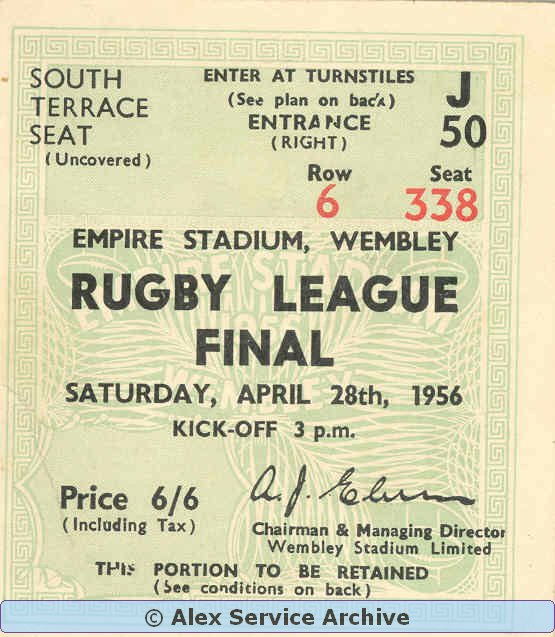 SOUTH TERRACE SEAT
(Uncovered)
ENTER AT TURNSTILES
(See plan on back)
J
ENTRANCE
(RIGHT)
50
Row
6
Seat
338
EMPIRE STADIUM, WEMBLEY
RUGBY LEAGUE
FINAL
SATURDAY, APRIL 28th, 1956
KICK-OFF 3 p.m.
Price 6/6
(Including Tax)
Chairman & Managing Director
Wembley Stadium Limited
THIS PORTION TO BE RETAINED
(See conditions on back)
© Alex Service Archive